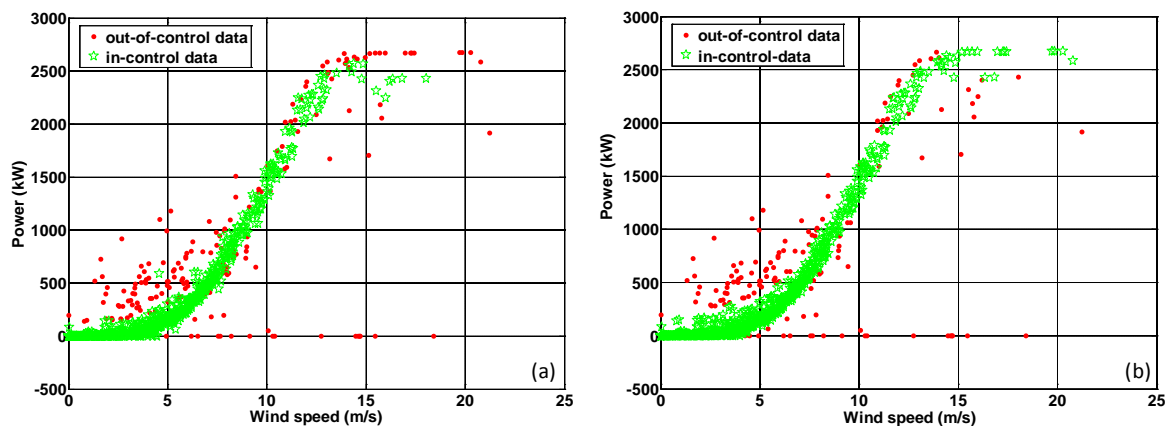 3000
2500
2000
1500
1000
500
0
-500
Power (kW)
out-of-control data
in-control data
(a)
0 5 10 15 20 25
Wind speed (m/s)
3000
2500
2000
1500
1000
500
0
-500
Power (kW)
out-of-control data
in-control-data
(b)
0 5 10 15 20 25
Wind speed (m/s)